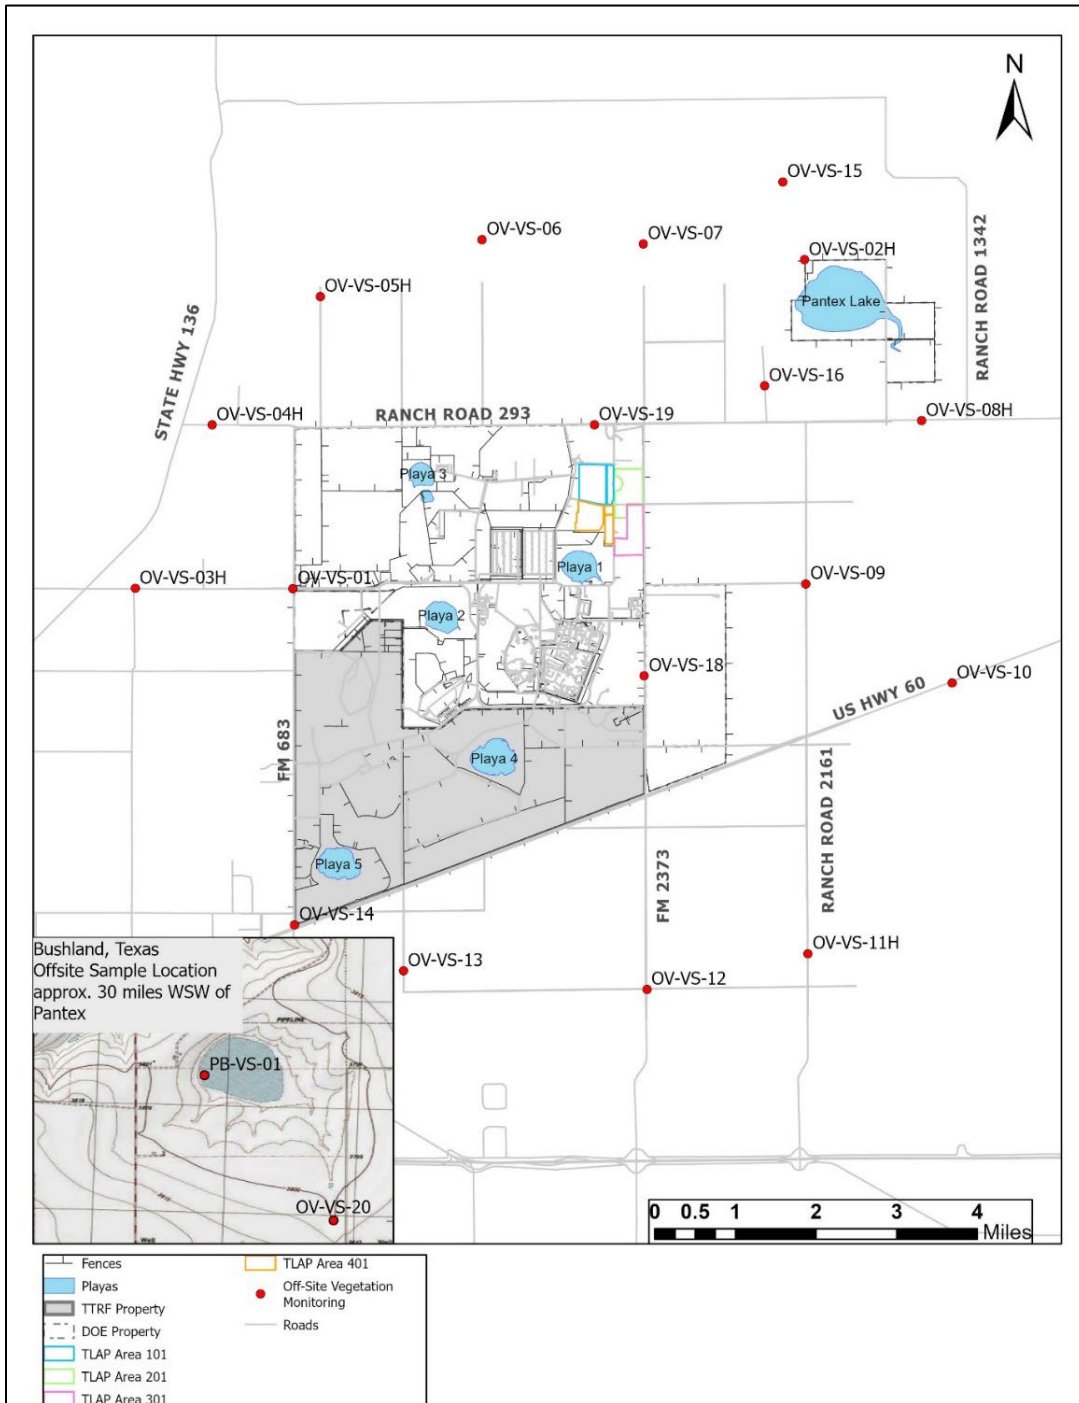 N
OV-VS-15
OV-VS-06
OV-VS-07
OV-VS-02H
RANCH ROAD 1342
OV-VS-05H
Pantex Lake
STATE HWY 136
OV-VS-16
OV-VS-04H
RANCH ROAD 293
OV-VS-19
OV-VS-08H
Playa 3
Playa 1
OV-VS-03H
OV-VS-01
OV-VS-09
Playa 2
OV-VS-18
OV-VS-10
US HWY 60
FM 683
Playa 4
RANCH ROAD 2161
Playa 5
FM 2373
OV-VS-14
OV-VS-13
OV-VS-11H
OV-VS-12
Bushland, Texas
Offsite Sample Location
approx. 30 miles WSW of
Pantex
PIPELINE
PB-VS-01
OV-VS-20
Well
0 0.5 1 2 3 4
Miles
Fences
Playas
TTRF Property
DOE Property
TLAP Area 101
TLAP Area 201
TLAP Area 301
TLAP Area 401
Off-Site Vegetation
Monitoring
Roads